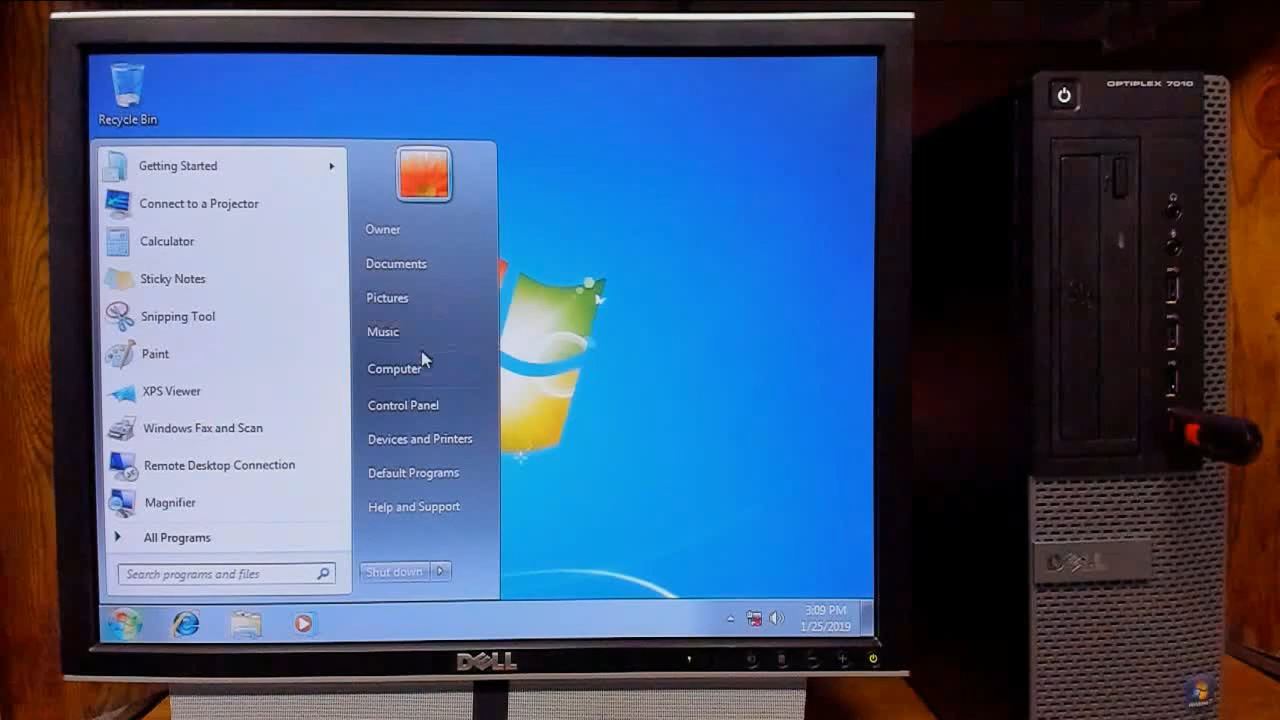 OPTIPLEX 7010
Recycle Bin
Getting Started
Connect to a Projector
Calculator
Sticky Notes
Snipping Tool
Paint
XPS Viewer
Windows Fax and Scan
Remote Desktop Connection
Magnifier
All Programs
Search programs and files
Owner
Documents
Pictures
Music
Computer
Control Panel
Devices and Printers
Default Programs
Help and Support
Shut down
3:09 PM
1/25/2019
DELL
DELL